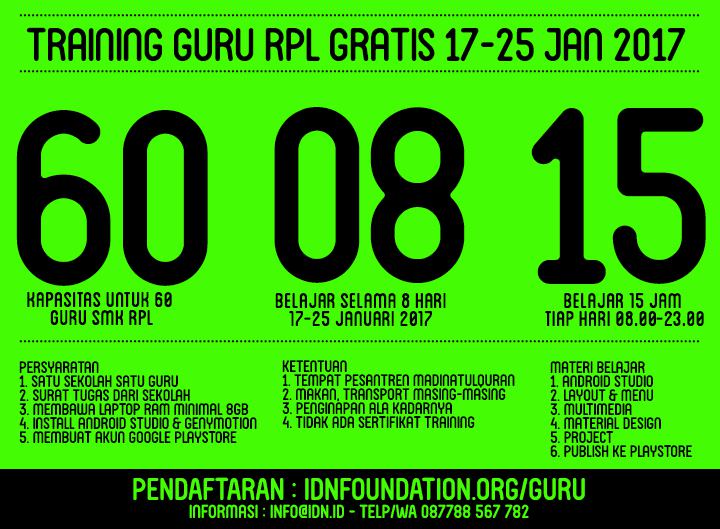 TRAINING GURU RPL GRATIS 17-25 JAN 2017
60
KAPASITAS UNTUK 60
GURU SMK RPL
08
BELAJAR SELAMA 8 HARI
17-25 JANUARI 2017
15
BELAJAR 15 JAM
TIAP HARI 08.00-23.00
PERSYARATAN
1. SATU SEKOLAH SATU GURU
2. SURAT TUGAS DARI SEKOLAH
3. MEMBAWA LAPTOP RAM MINIMAL 8GB
4. INSTALL ANDROID STUDIO & GENYMOTION
5. MEMBUAT AKUN GOOGLE PLAYSTORE
KETENTUAN
1. TEMPAT PESANTREN MADINATULQURAN
2. MAKAN, TRANSPORT MASING-MASING
3. PENGINAPAN ALA KADARNYA
4. TIDAK ADA SERTIFIKAT TRAINING
MATERI BELAJAR
1. ANDROID STUDIO
2. LAYOUT & MENU
3. MULTIMEDIA
4. MATERIAL DESIGN
5. PROJECT
6. PUBLISH KE PLAYSTORE
PENDAFTARAN : IDNFOUNDATION.ORG/GURU
INFORMASI : INFO@IDN.ID - TELP/WA 087788 567 782